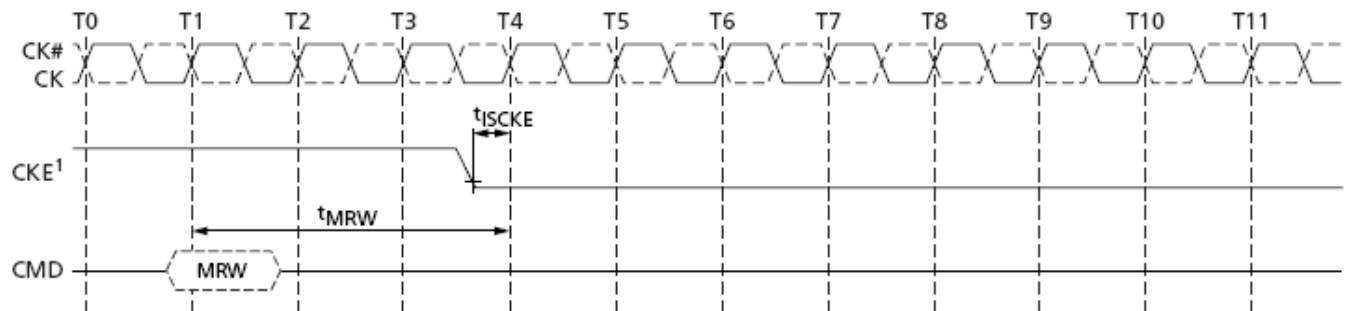 T0 T1 T2 T3 T4 T5 T6 T7 T8 T9 T10 T11
CK#
CK
tISCKE
CKE1
tMRW
CMD MRW